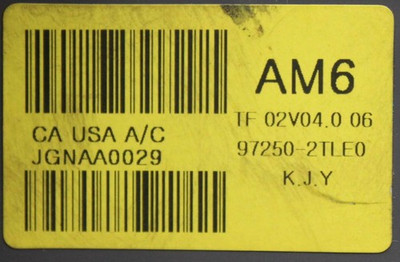 AM6
TF 02V04.0 06
CA USA A/C
97250-2TLE0
JGNAA0029
K.J.Y